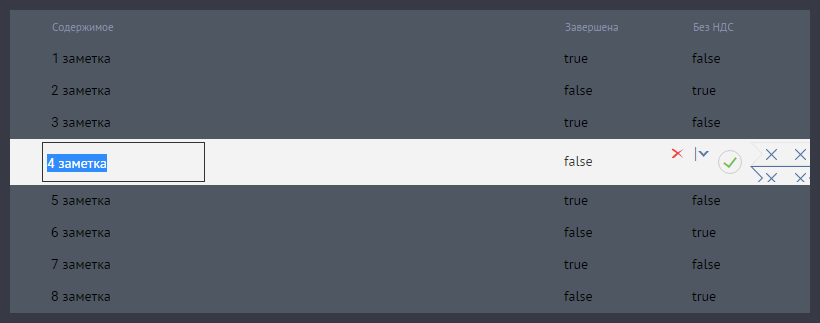 Содержимое Завершена Без НДС
1 заметка true false
2 заметка false true
3 заметка true false
4 заметка false
5 заметка true false
6 заметка false true
7 заметка true false
8 заметка false true